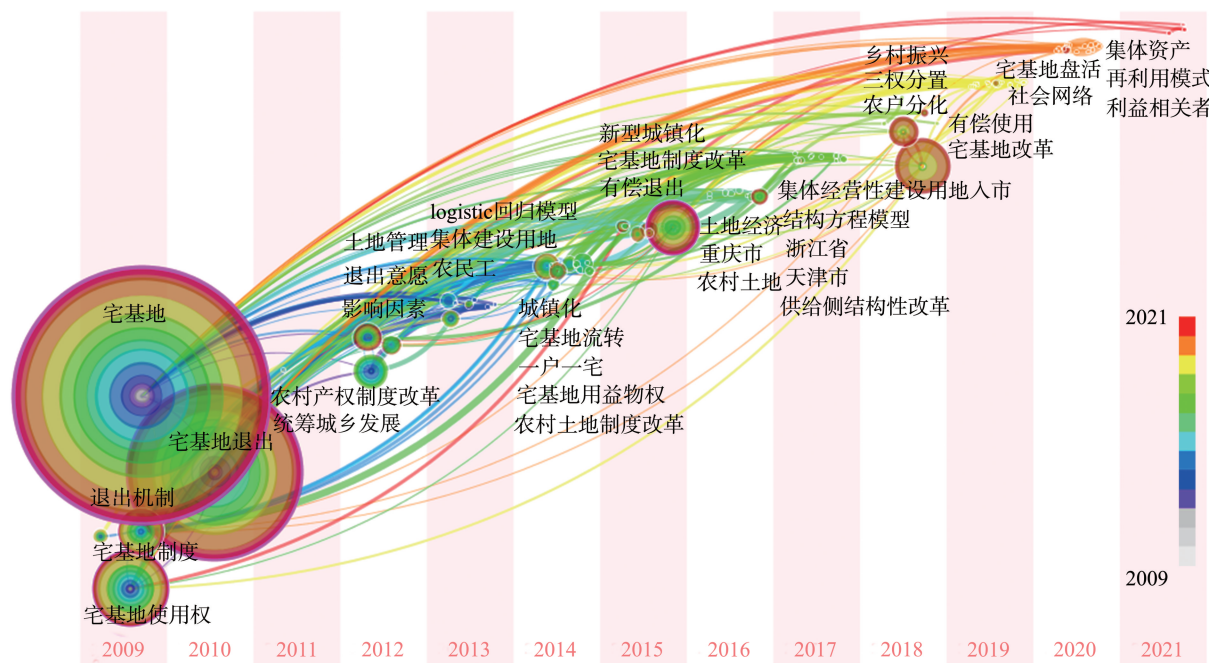 宅基地
宅基地退出
退出机制
宅基地制度
宅基地使用权
农村产权制度改革
统筹城乡发展
土地管理
退出意愿
影响因素
logistic回归模型
集体建设用地
农民工
城镇化
宅基地流转
一户一宅
宅基地用益物权
农村土地制度改革
新型城镇化
宅基地制度改革
有偿退出
土地经济
重庆市
农村土地
集体经营性建设用地入市
结构方程模型
浙江省
天津市
供给侧结构性改革
乡村振兴
三权分置
农户分化
有偿使用
宅基地改革
宅基地盘活
社会网络
集体资产
再利用模式
利益相关者
2021
2009
2009 2010 2011 2012 2013 2014 2015 2016 2017 2018 2019 2020 2021